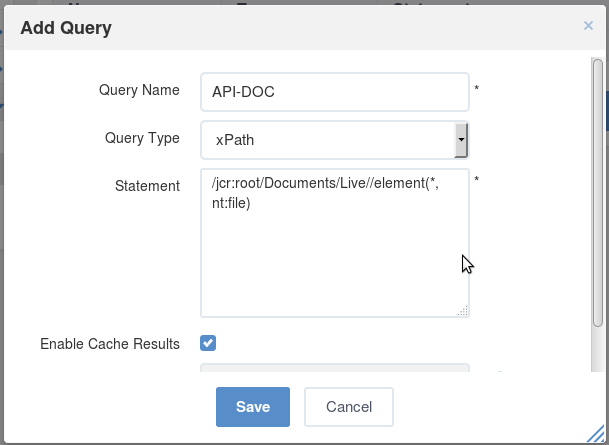 Add Query
×
Query Name
API-DOC
*
Query Type
xPath
Statement
/jcr:root/Documents/Live//element(*,
nt:file)
*
Enable Cache Results
Save
Cancel